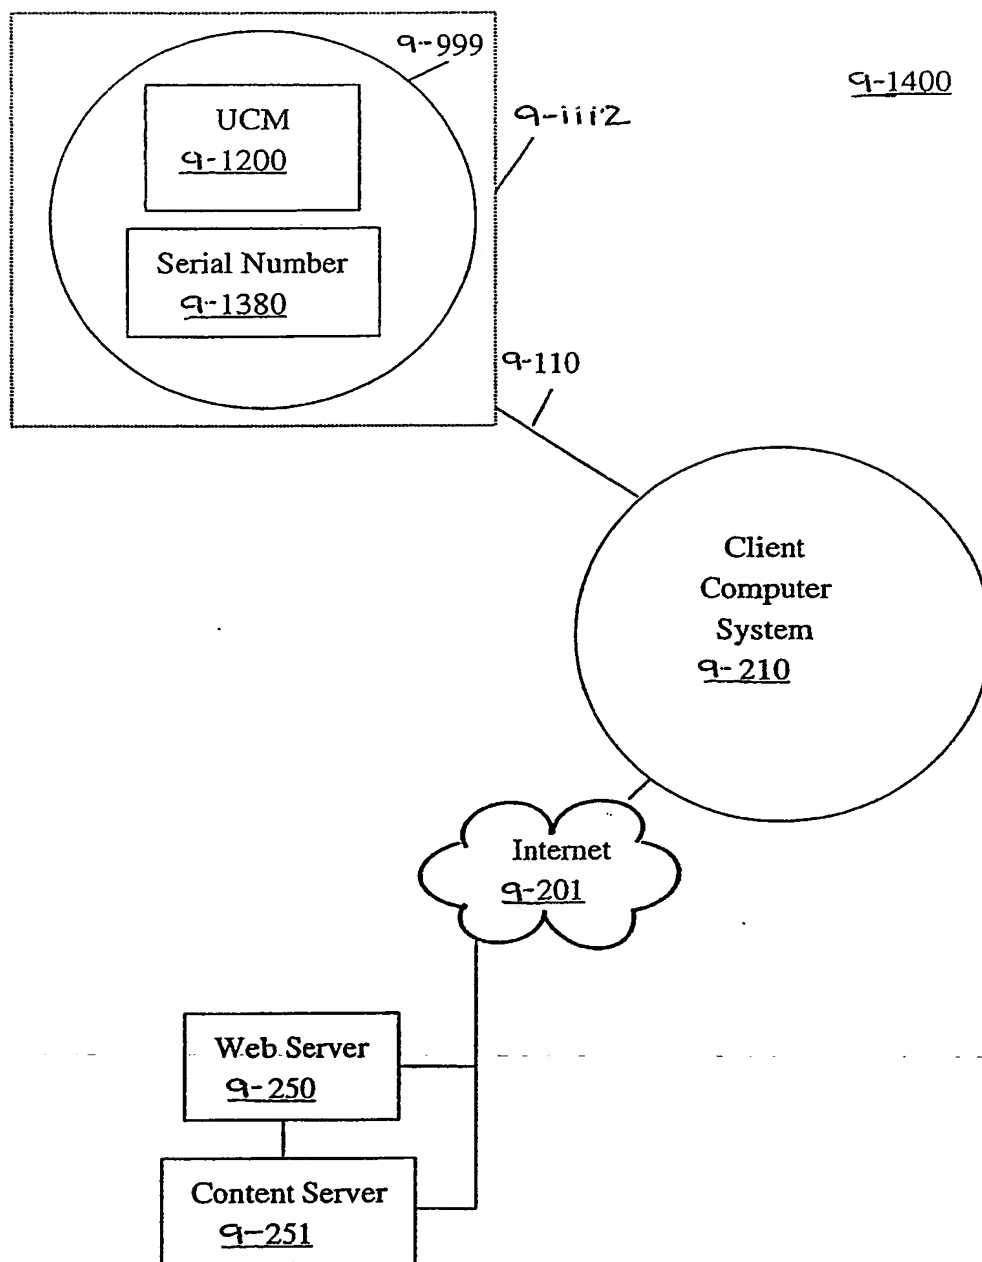 9-999
9-1400
UCM
9-1200
9-iii2
Serial Number
9-1380
9-110
Client
Computer
System
9-210
Internet
9-201
Web Server
9-250
Content Server
9-251